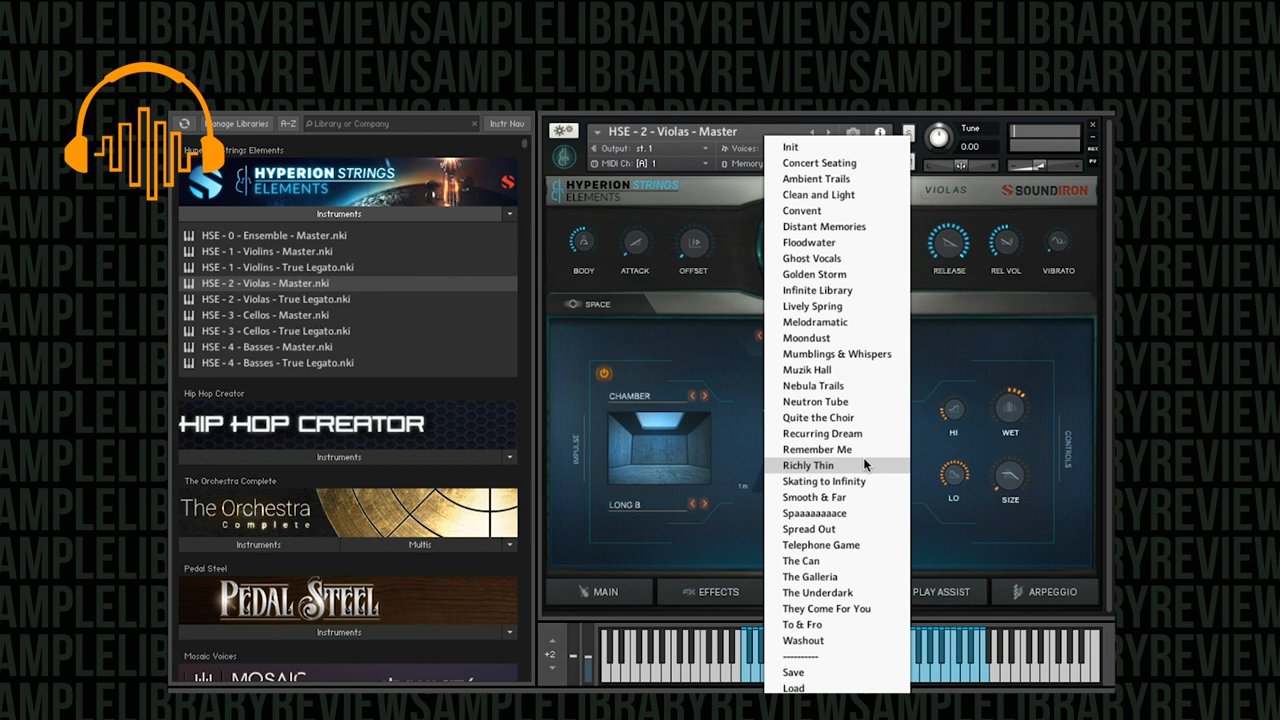 SAMPLELIBRARYREVIEWSAMPLELIBRARYREVIEWSAMPLELIBRARYREVIEWS
Manage Libraries
A-Z
Library or Company
×
Instr Nav
Strings Elements
HYPERION STRINGS
ELEMENTS
Instruments
HSE - 0 - Ensemble - Master.nki
HSE - 1 - Violins - Master.nki
HSE - 1 - Violins - True Legato.nki
HSE - 2 - Violas - Master.nki
HSE - 2 - Violas - True Legato.nki
HSE - 3 - Cellos - Master.nki
HSE - 3 - Cellos - True Legato.nki
HSE - 4 - Basses - Master.nki
HSE - 4 - Basses - True Legato.nki
Hip Hop Creator
HIP HOP CREATOR
Instruments
The Orchestra Complete
The Orchestra
Complete
Instruments
Multis
Pedal Steel
PEDAL STEEL
Instruments
Mosaic Voices
MOSAIC
HSE - 2 - Violas - Master
Output: st. 1
Voices:
MIDI Ch: [A] 1
Memory
Tune
0.00
AUX
PV
HYPERION STRINGS
ELEMENTS
VIOLAS
SOUNDIRON
BODY
ATTACK
OFFSET
RELEASE
REL VOL
VIBRATO
SPACE
IMPULSE
CHAMBER
LONG B
1 m
HI
WET
LO
SIZE
CONTROLS
MAIN
FX EFFECTS
PLAY ASSIST
ARPEGGIO
+2
Init
Concert Seating
Ambient Trails
Clean and Light
Convent
Distant Memories
Floodwater
Ghost Vocals
Golden Storm
Infinite Library
Lively Spring
Melodramatic
Moondust
Mumblings & Whispers
Muzik Hall
Nebula Trails
Neutron Tube
Quite the Choir
Recurring Dream
Remember Me
Richly Thin
Skating to Infinity
Smooth & Far
Spaaaaaaaace
Spread Out
Telephone Game
The Can
The Galleria
The Underdark
They Come For You
To & Fro
Washout
----------
Save
Load